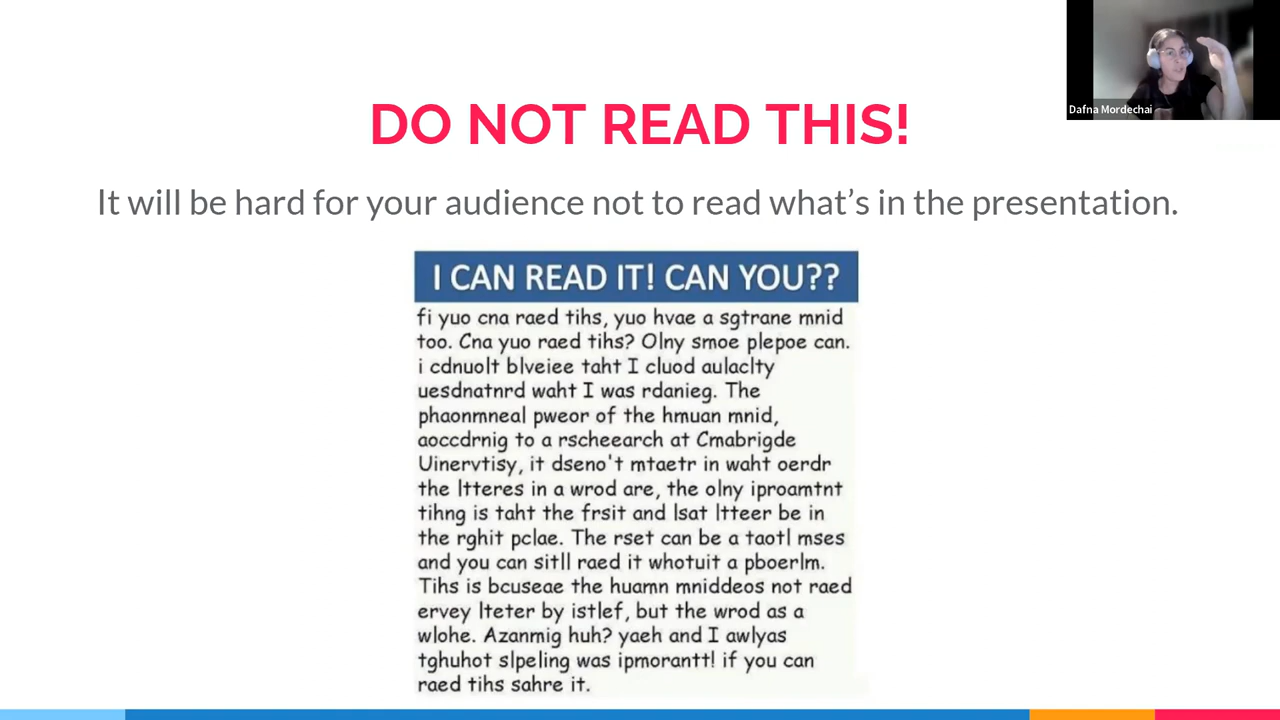 DO NOT READ THIS!
It will be hard for your audience not to read what's in the presentation.
I CAN READ IT! CAN YOU??
fi yuo cna raed tihs, yuo hvae a sgtrane mnid
too. Cna yuo raed tihs? Olny smoe plepoe can.
i cdnuolt blveiee taht I cluod aulaclty
uesdnatnrd waht I was rdanieg. The
phaonmneal pweor of the hmuan mnid,
aoccdrnig to a rscheearch at Cmabrigde
Uinervtisy, it dseno't mtaetr in waht oerdr
the ltteres in a wrod are, the olny iproamtnt
tihng is taht the frsit and lsat ltteer be in
the rghit pclae. The rset can be a taotl mses
and you can sitll raed it whotuit a pboerlm.
Tihs is bcuseae the huamn mniddeos not raed
ervey lteter by istlef, but the wrod as a
wlohe. Azanmig huh? yaeh and I awlyas
tghuhot slpeling was ipmorantt! if you can
raed tihs sahre it.
Dafna Mordechai